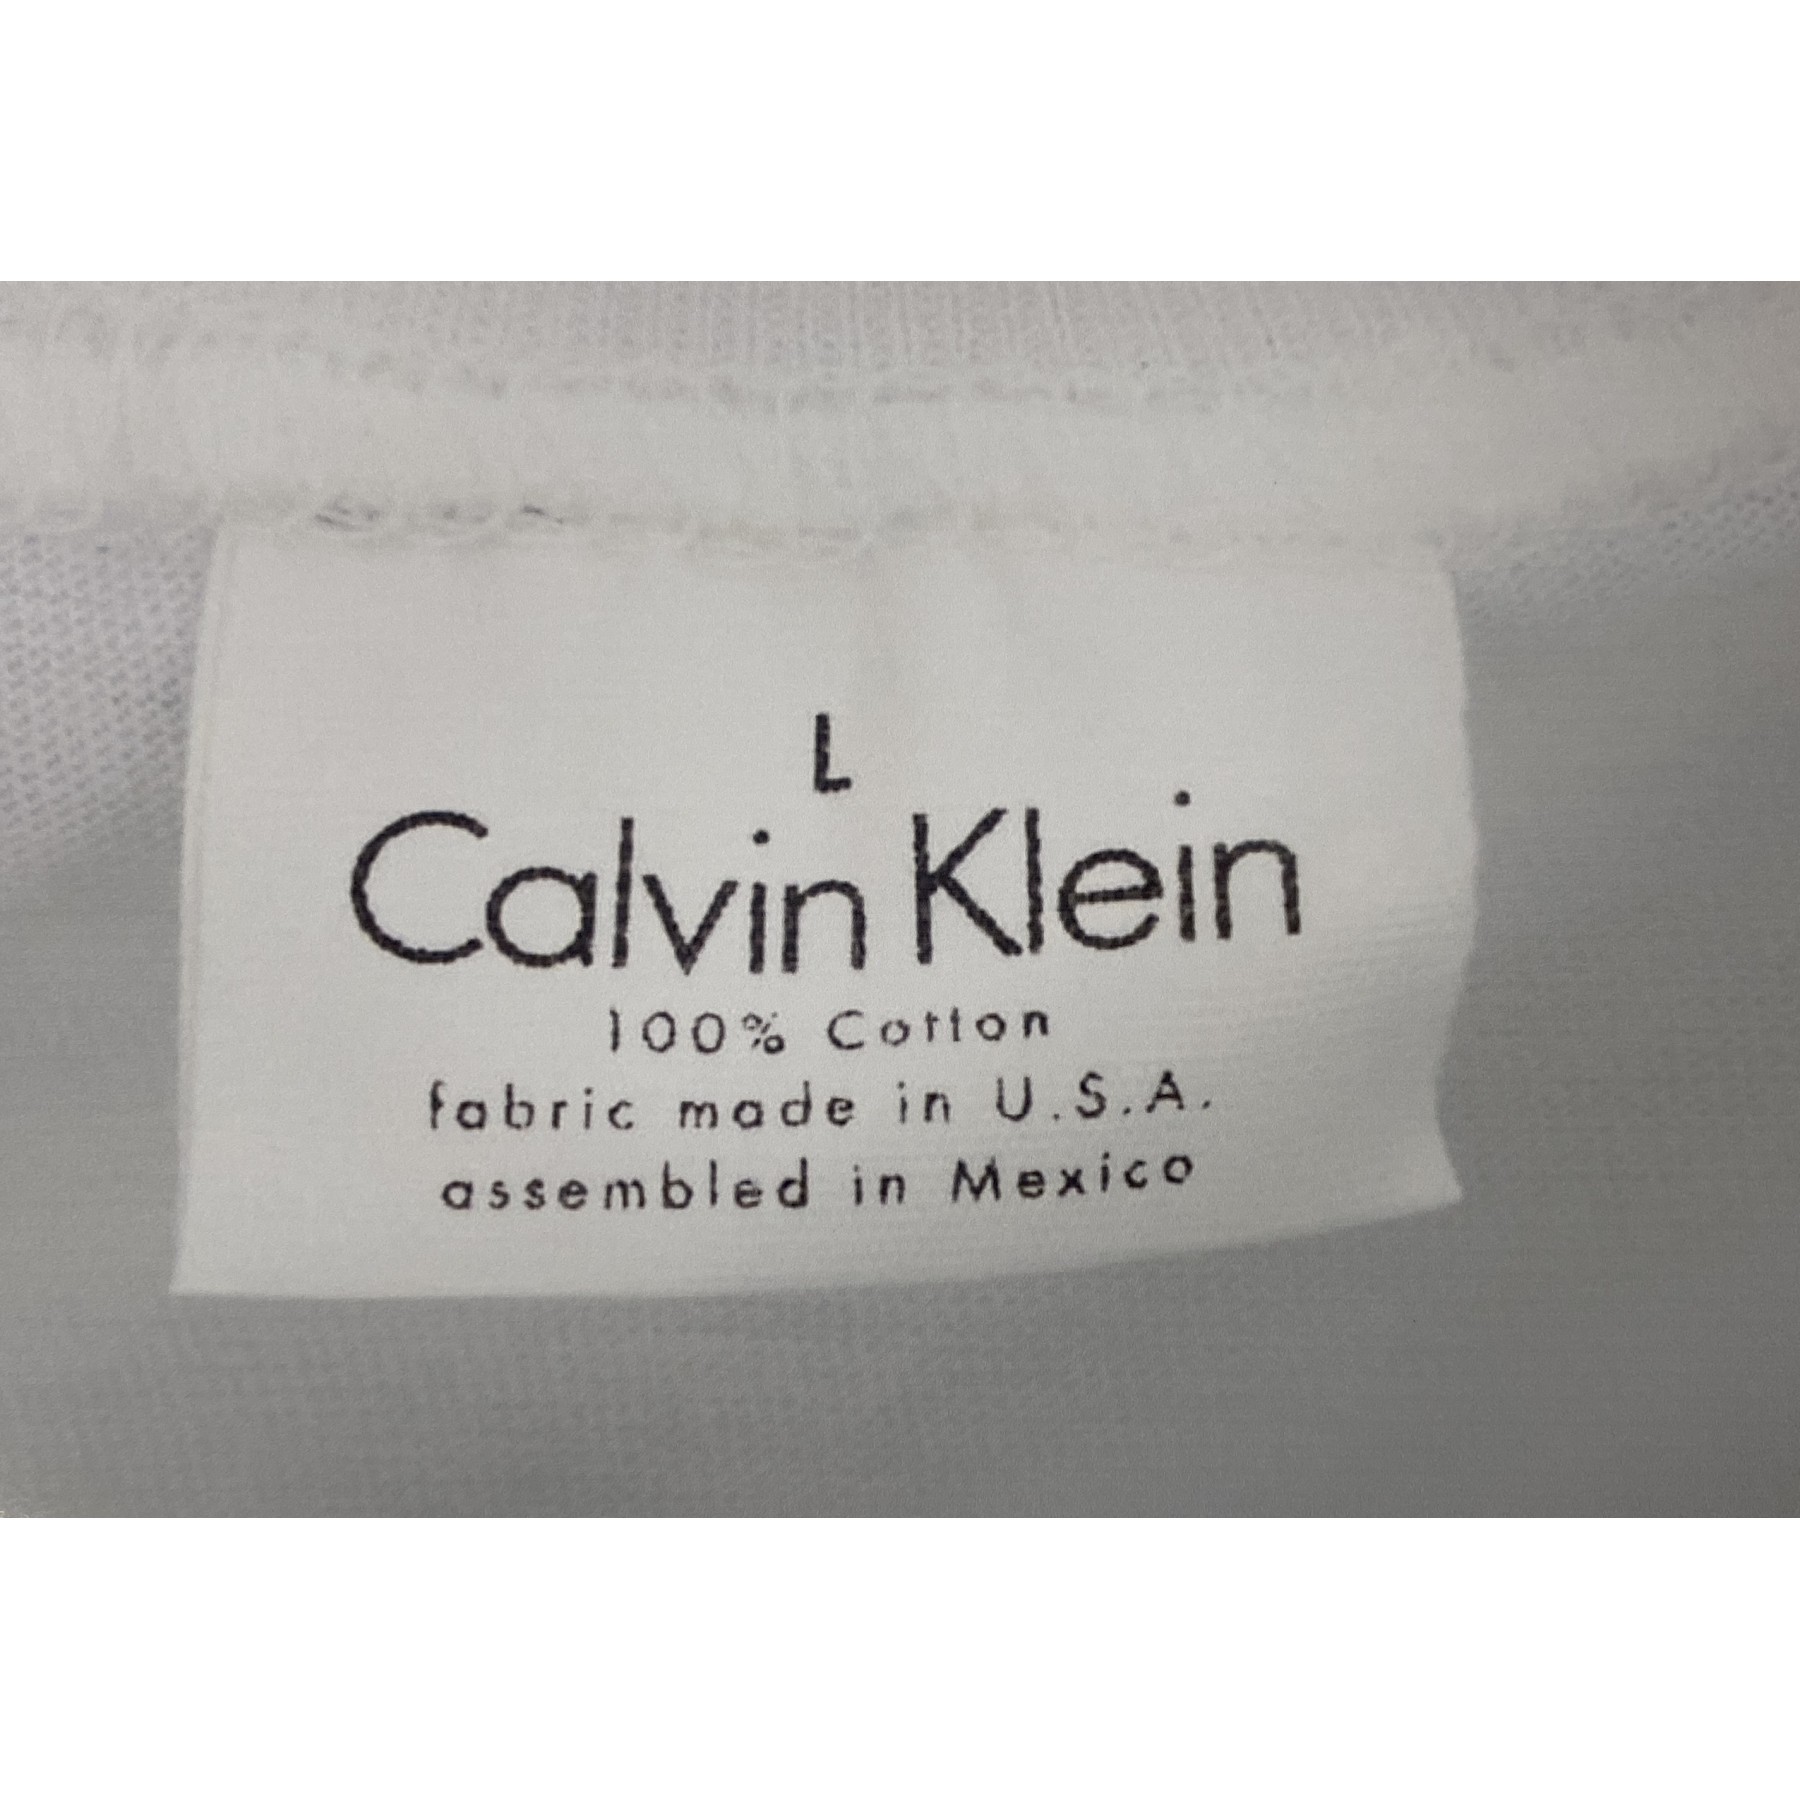 L
Calvin Klein
100% Cotton
fabric made in U.S.A.
assembled in Mexico